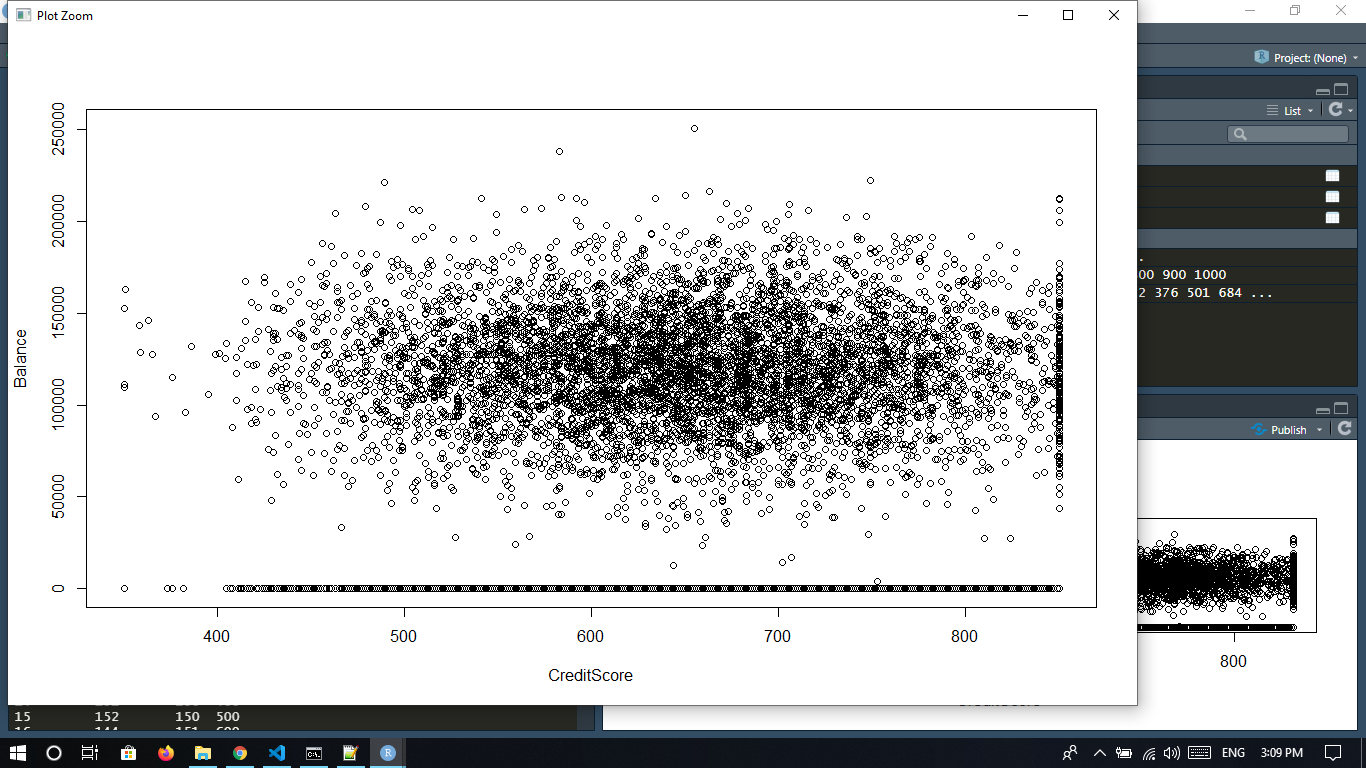 Plot Zoom
Project: (None)
List
250000
200000
150000
100000
50000
0
Balance
400 500 600 700 800
CreditScore
00 900 1000
2 376 501 684 ...
Publish
800
15 152 150 500
ENG 3:09 PM